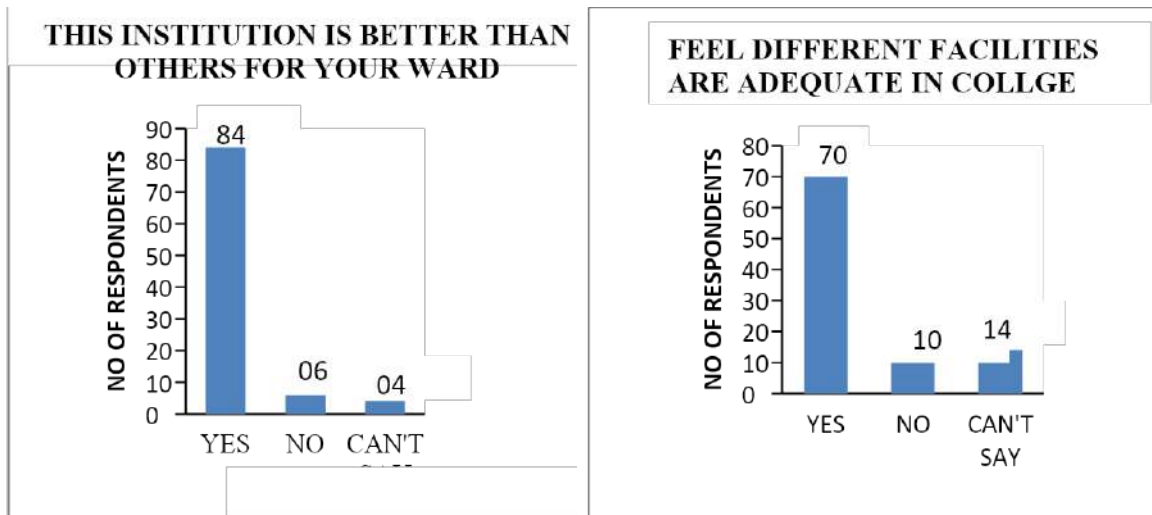 THIS INSTITUTION IS BETTER THAN
OTHERS FOR YOUR WARD
NO OF RESPONDENTS
90
80
70
60
50
40
30
20
10
0
84
06
04
YES NO CAN'T
FEEL DIFFERENT FACILITIES
ARE ADEQUATE IN COLLGE
NO OF RESPONDENTS
80
70
60
50
40
30
20
10
0
70
10
14
YES NO CAN'T
SAY